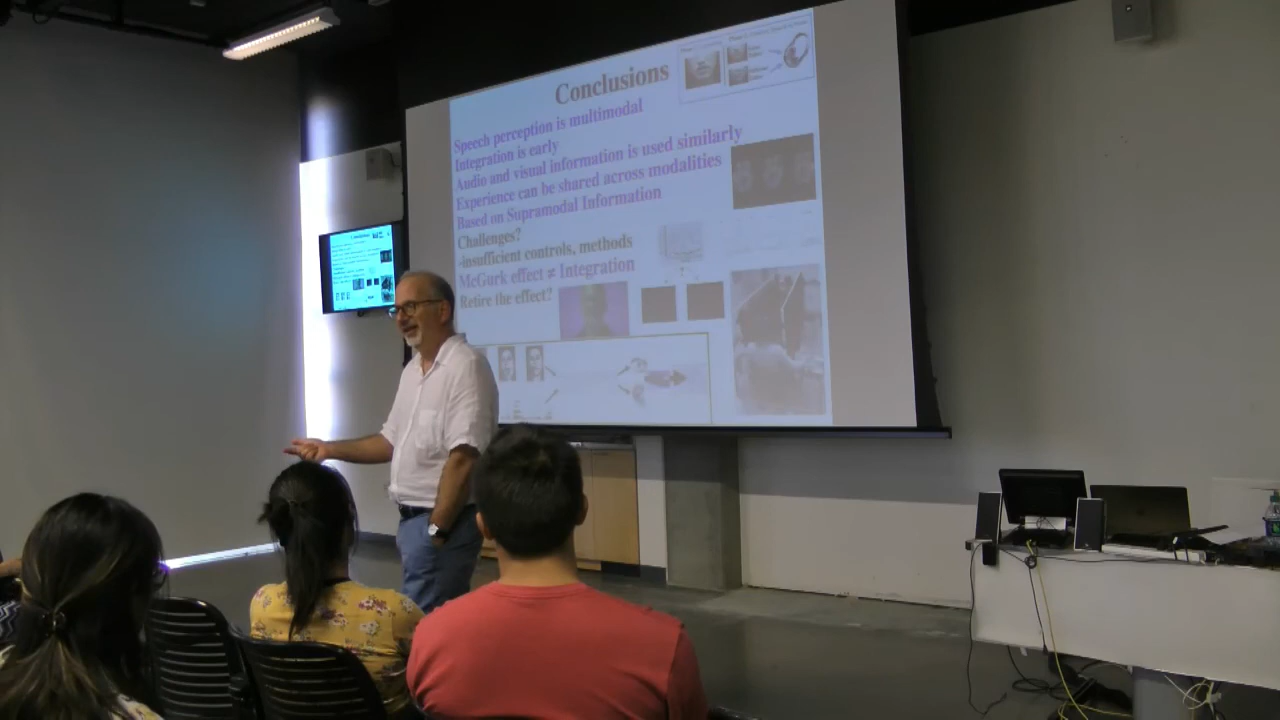 Conclusions
Speech perception is multimodal
Integration is early
Audio and visual information is used similarly
Experience can be shared across modalities
Based on Supramodal Information
Challenges?
-insufficient controls, methods
McGurk effect ≠ Integration
Retire the effect?